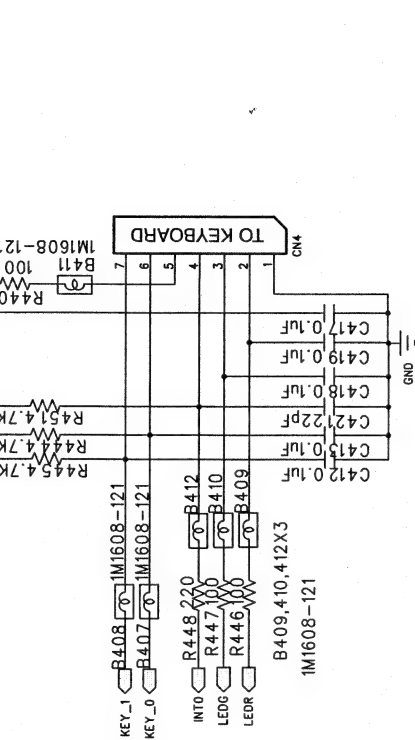 TO KEYBOARD
CN4
7
6
5
4
3
2
1
1M1608-12
B411
100
R440
C417 0.1uF
C419 0.1uF
C418 0.1uF
C421 22pF
C413 0.1uF
C412 0.1uF
GND
R451 4.7K
R444 4.7K
R445 4.7K
1M1608-121
1M1608-121
B408
B407
B412
B410
B409
R448 220
R447 100
R446 100
B409,410,412X3
1M1608-121
KEY_1
KEY_0
INT0
LEDG
LEDR